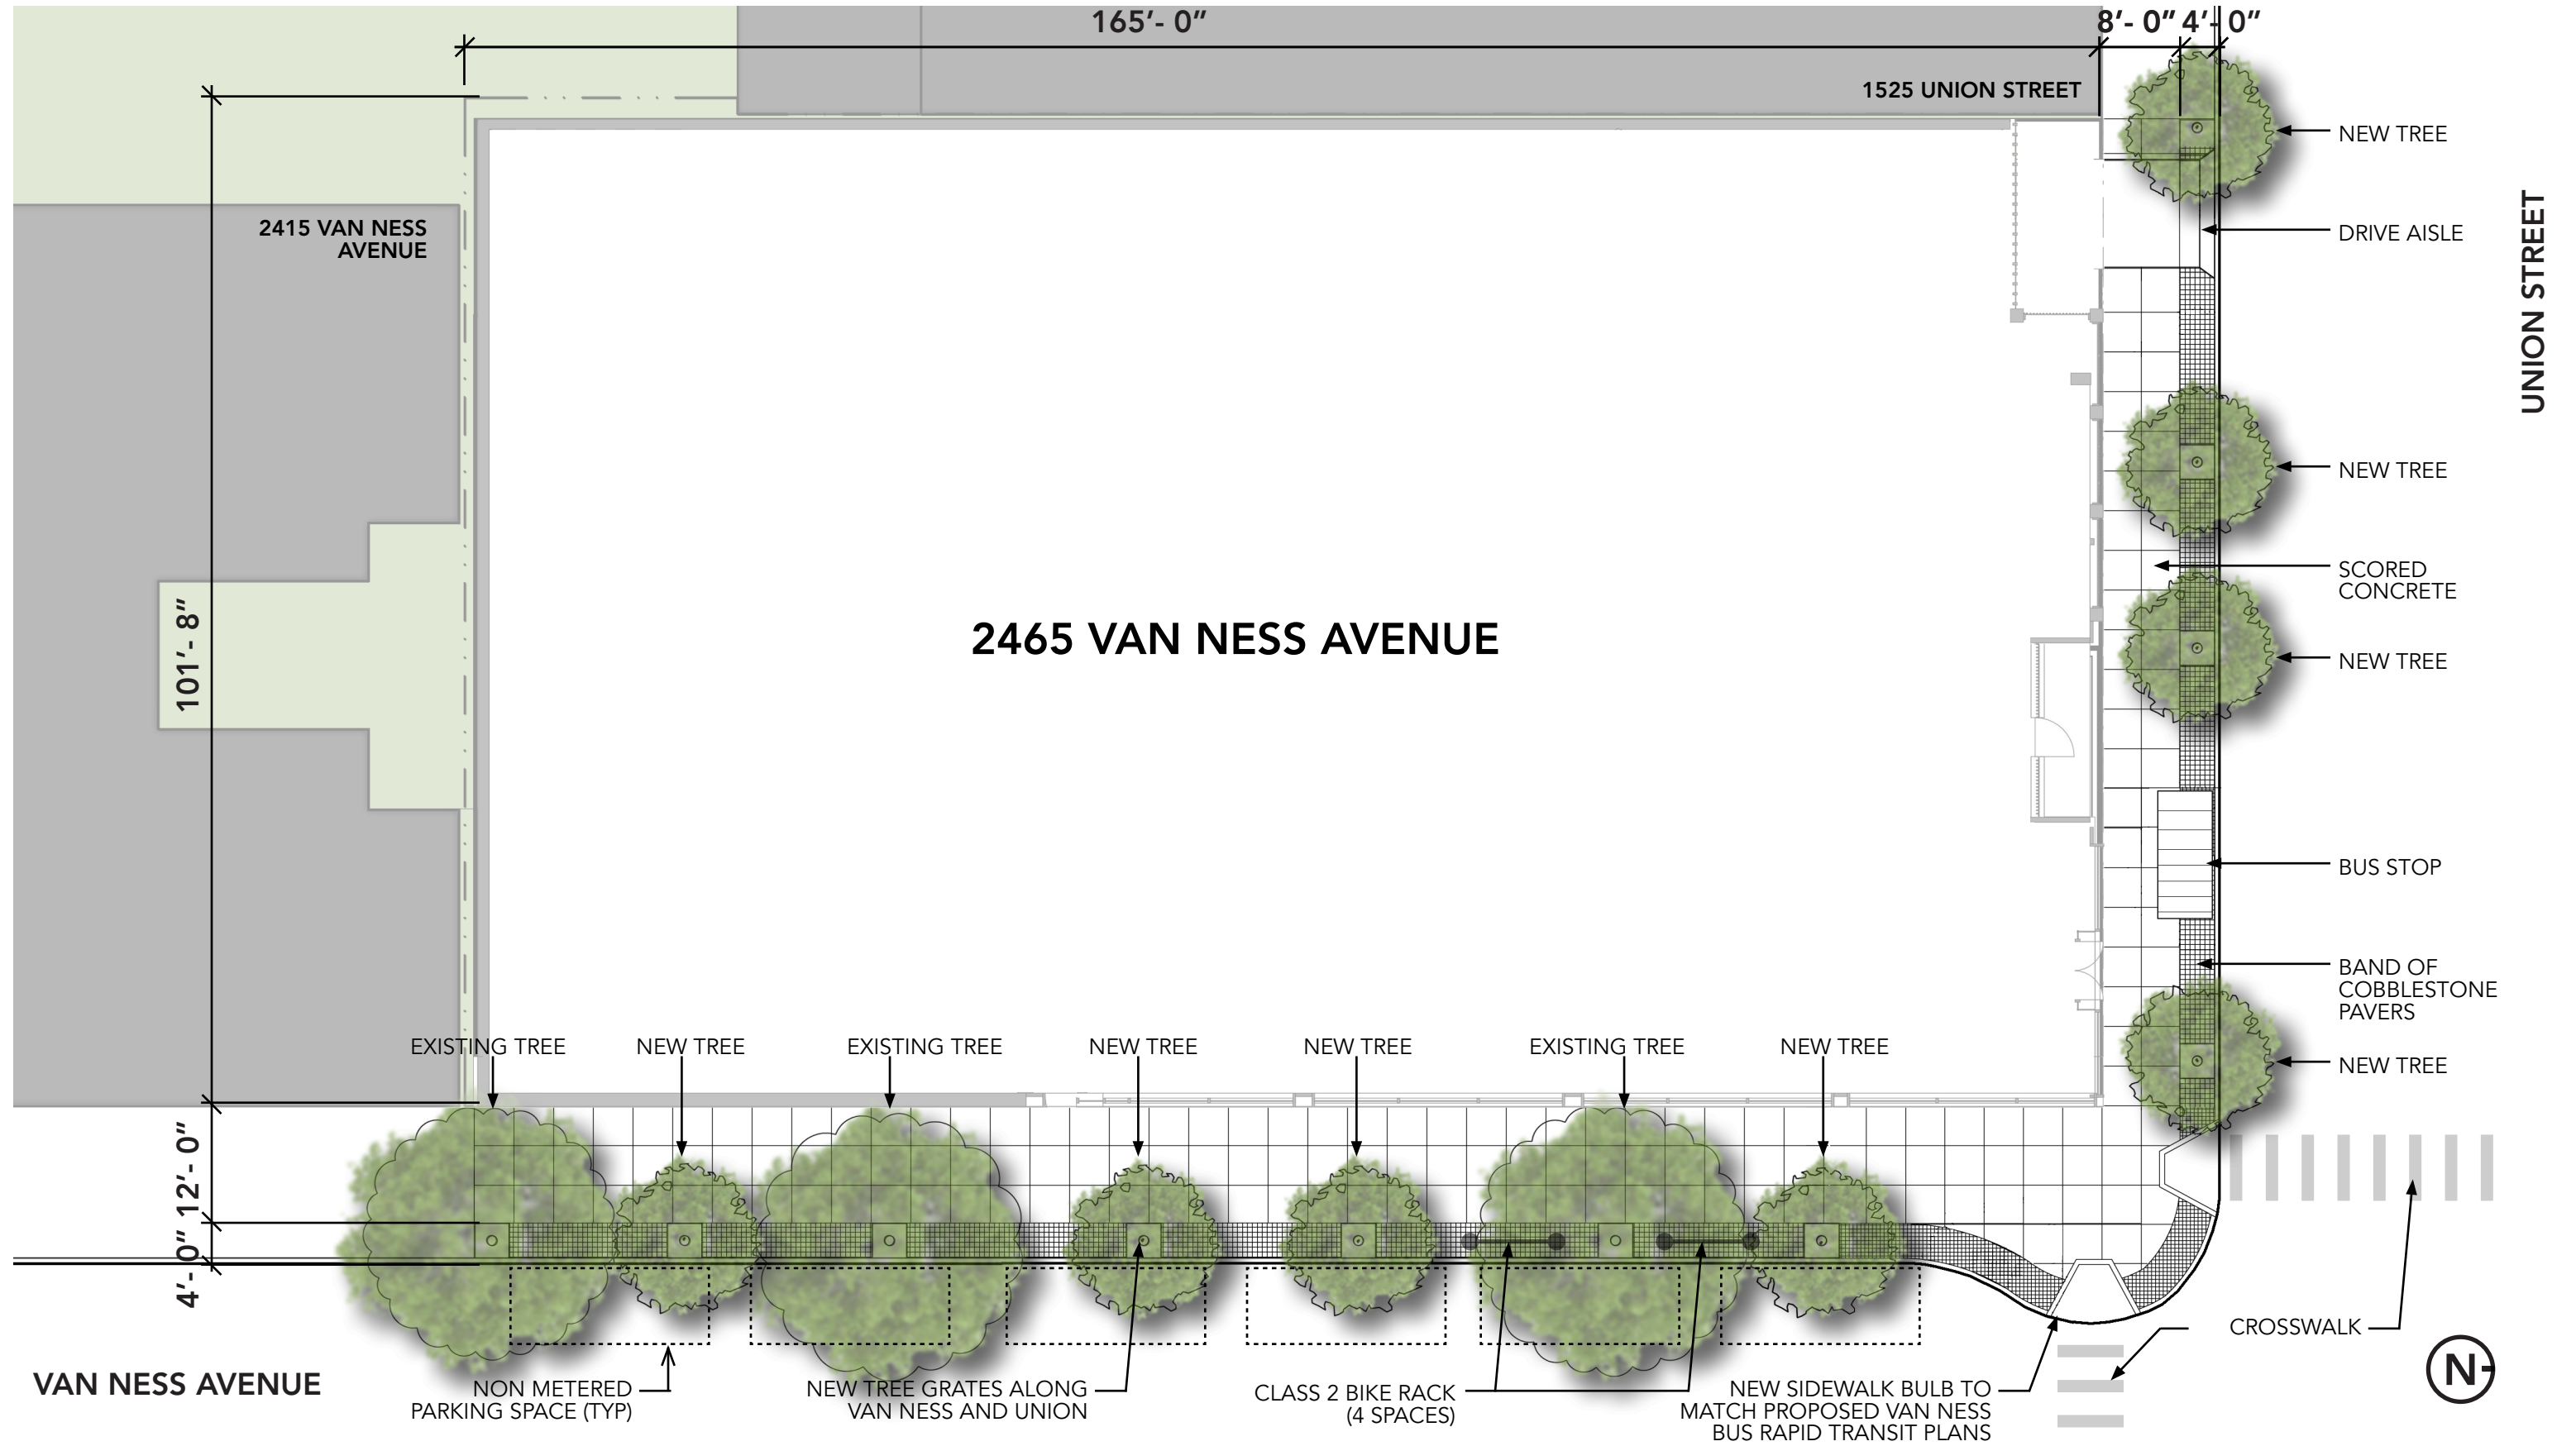 165’- 0”
8’- 0”
4’- 0”
1525 UNION STREET
NEW TREE
2415 VAN NESS
AVENUE
DRIVE AISLE
UNION STREET
NEW TREE
SCORED
CONCRETE
101’- 8”
2465 VAN NESS AVENUE
NEW TREE
BUS STOP
BAND OF
COBBLESTONE
PAVERS
EXISTING TREE
NEW TREE
EXISTING TREE
NEW TREE
NEW TREE
EXISTING TREE
NEW TREE
NEW TREE
12’- 0”
4’- 0”
CROSSWALK
VAN NESS AVENUE
NON METERED
PARKING SPACE (TYP)
NEW TREE GRATES ALONG
VAN NESS AND UNION
CLASS 2 BIKE RACK
(4 SPACES)
NEW SIDEWALK BULB TO
MATCH PROPOSED VAN NESS
BUS RAPID TRANSIT PLANS
N